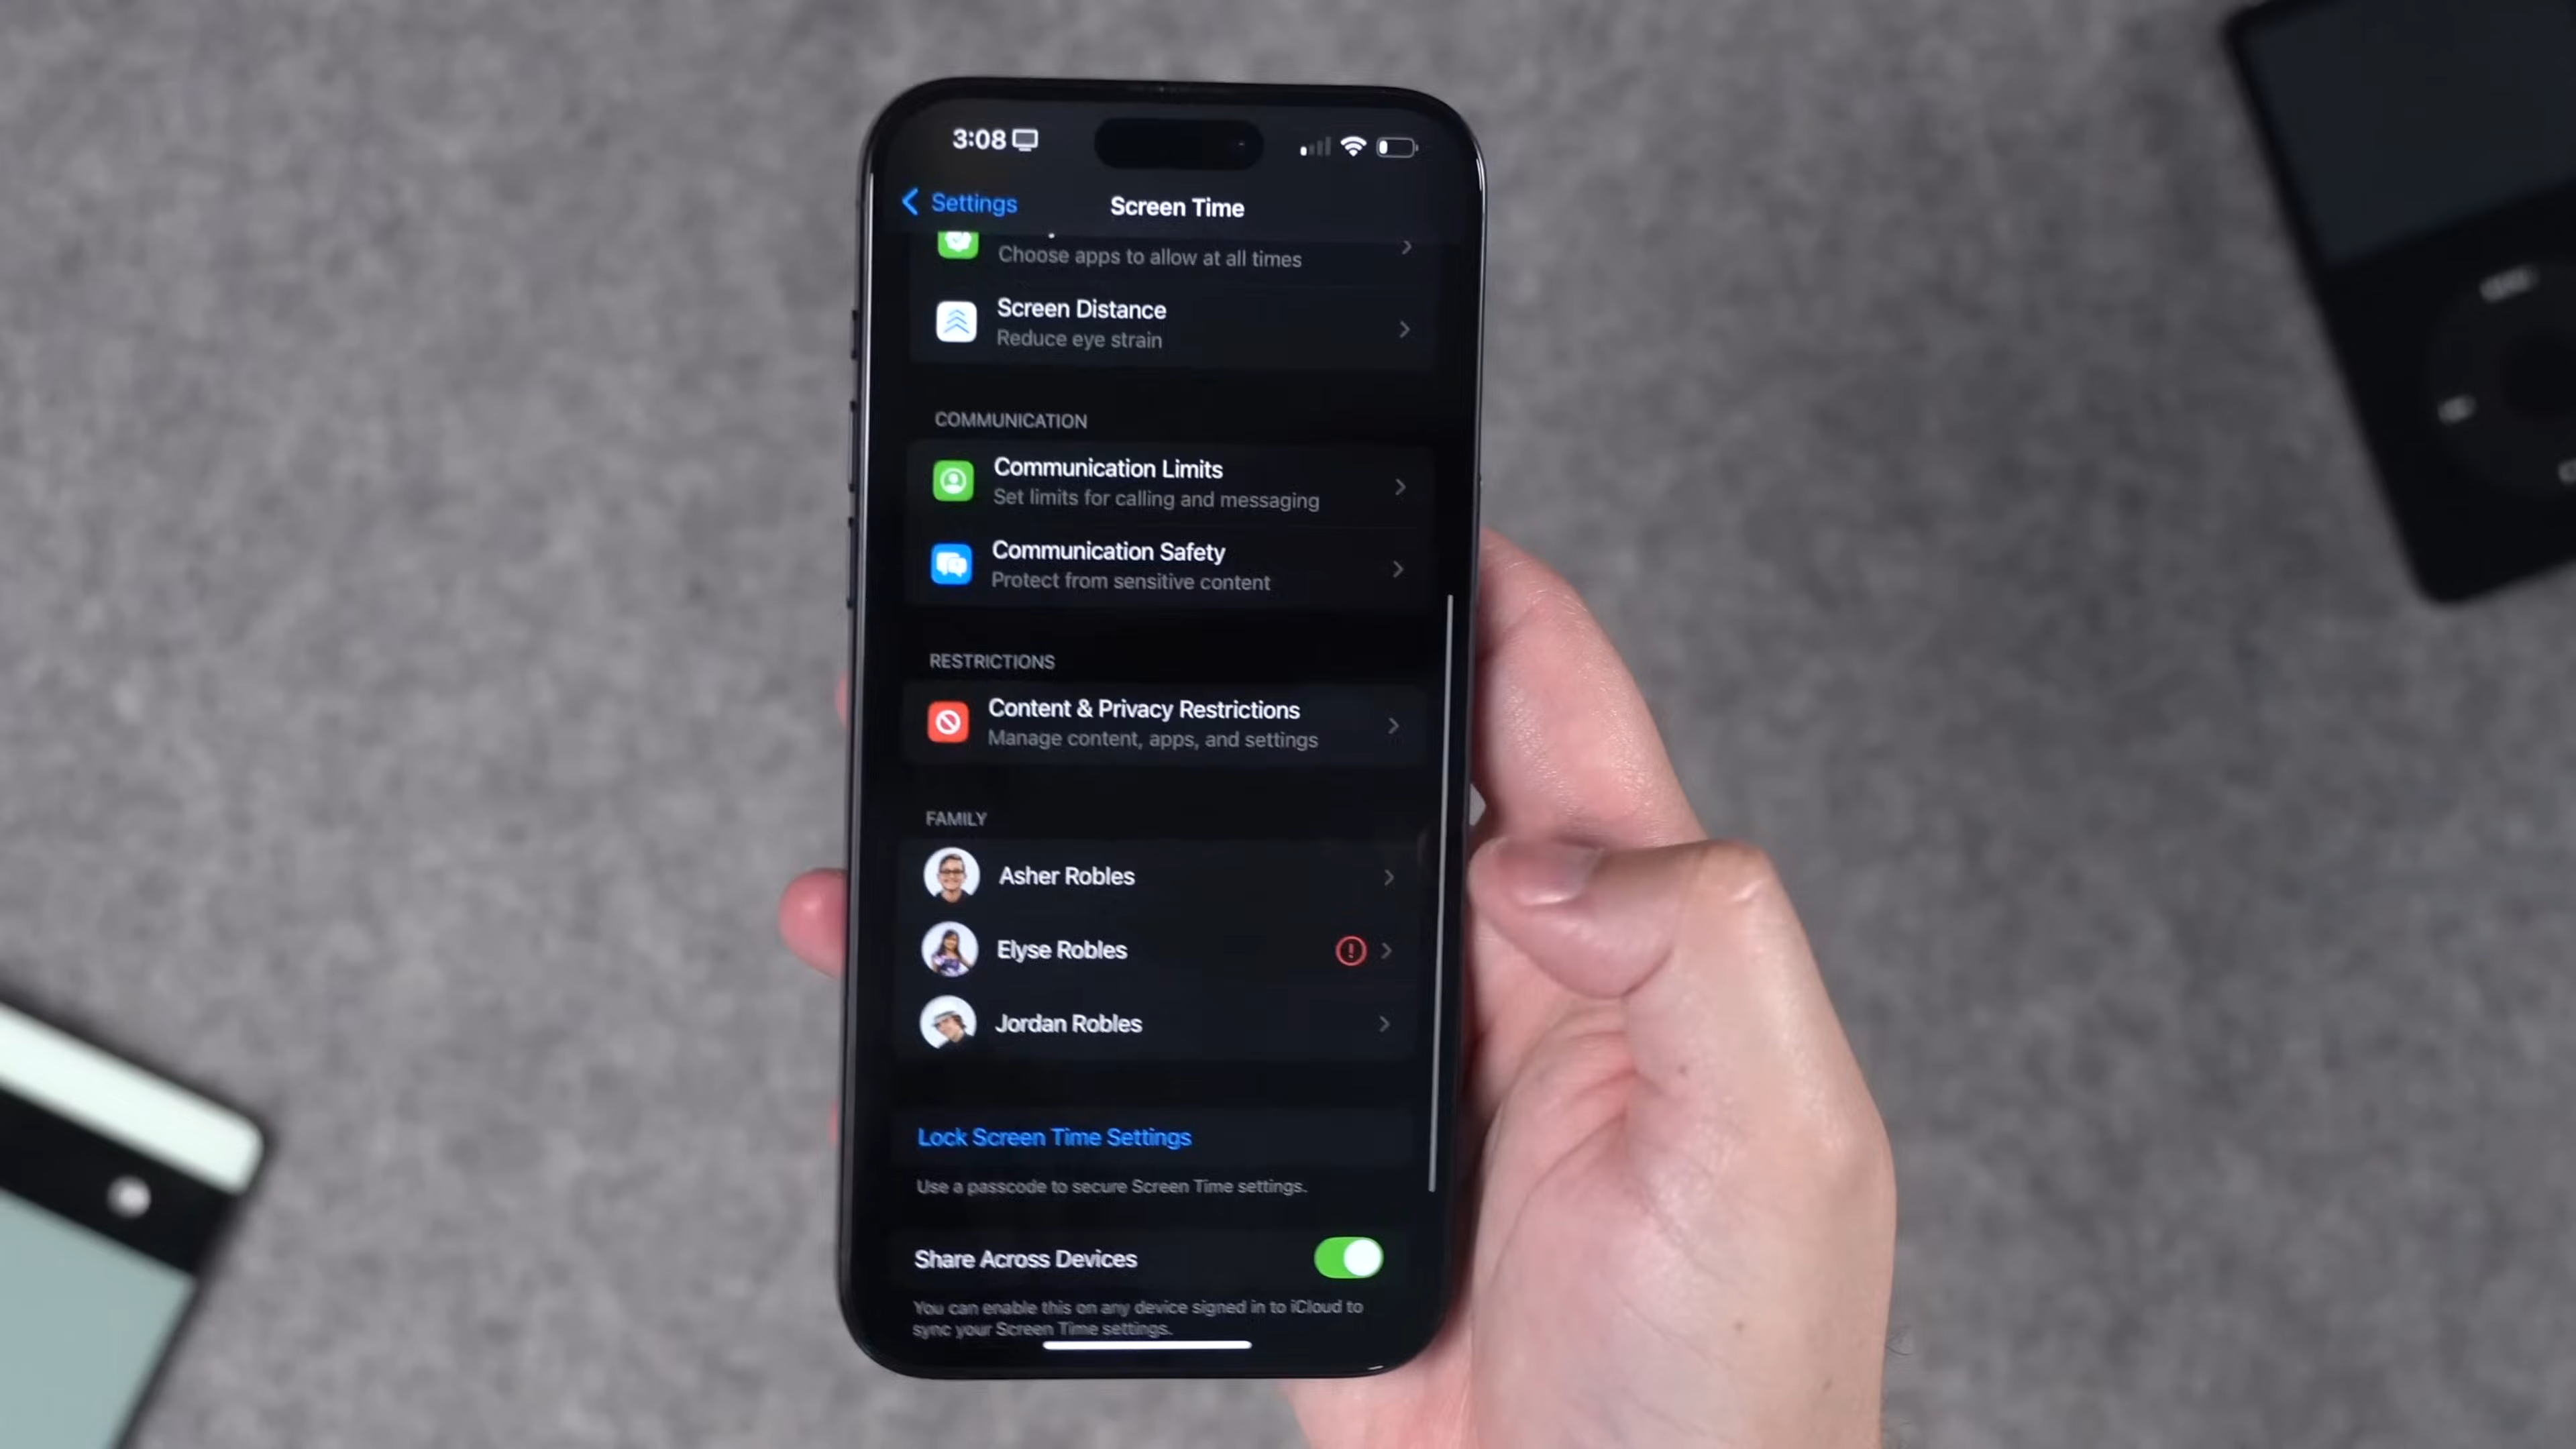 3:08
Settings
Screen Time
Choose apps to allow at all times
Screen Distance
Reduce eye strain
COMMUNICATION
Communication Limits
Set limits for calling and messaging
Communication Safety
Protect from sensitive content
RESTRICTIONS
Content & Privacy Restrictions
Manage content, apps, and settings
FAMILY
Asher Robles
Elyse Robles
Jordan Robles
Lock Screen Time Settings
Use a passcode to secure Screen Time settings.
Share Across Devices
You can enable this on any device signed in to iCloud to
sync your Screen Time settings.